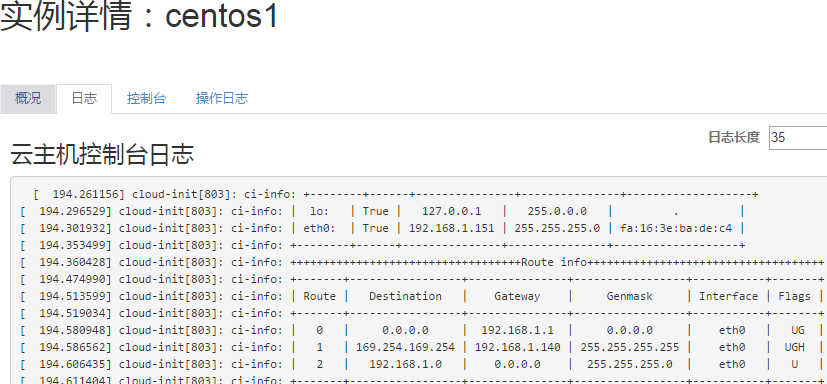 实例详情：centos1
概况 日志 控制台 操作日志
日志长度 35
云主机控制台日志
[  194.261156] cloud-init[803]: ci-info: +--------+------+---------------+---------------+-------------------+
[  194.296529] cloud-init[803]: ci-info: |  lo:   | True |   127.0.0.1   |   255.0.0.0   |         .         |
[  194.301932] cloud-init[803]: ci-info: | eth0:  | True | 192.168.1.151 | 255.255.255.0 | fa:16:3e:ba:de:c4 |
[  194.353499] cloud-init[803]: ci-info: +--------+------+---------------+---------------+-------------------+
[  194.360428] cloud-init[803]: ci-info: +++++++++++++++++++++++++++++++++++Route info++++++++++++++++++++++++++++++++++++
[  194.474990] cloud-init[803]: ci-info: +-------+-----------------+---------------+-----------------+-----------+-------+
[  194.513599] cloud-init[803]: ci-info: | Route |   Destination   |    Gateway    |     Genmask     | Interface | Flags |
[  194.519034] cloud-init[803]: ci-info: +-------+-----------------+---------------+-----------------+-----------+-------+
[  194.580948] cloud-init[803]: ci-info: |   0   |     0.0.0.0     |  192.168.1.1  |     0.0.0.0     |    eth0   |   UG
[  194.586562] cloud-init[803]: ci-info: |   1   | 169.254.169.254 | 192.168.1.140 | 255.255.255.255 |    eth0   |  UGH
[  194.606435] cloud-init[803]: ci-info: |   2   |   192.168.1.0   |    0.0.0.0    |  255.255.255.0  |    eth0   |   U
[  194.611404] cloud-init[803]: ci-info: +-------+-----------------+---------------+-----------------+-----------+-------+